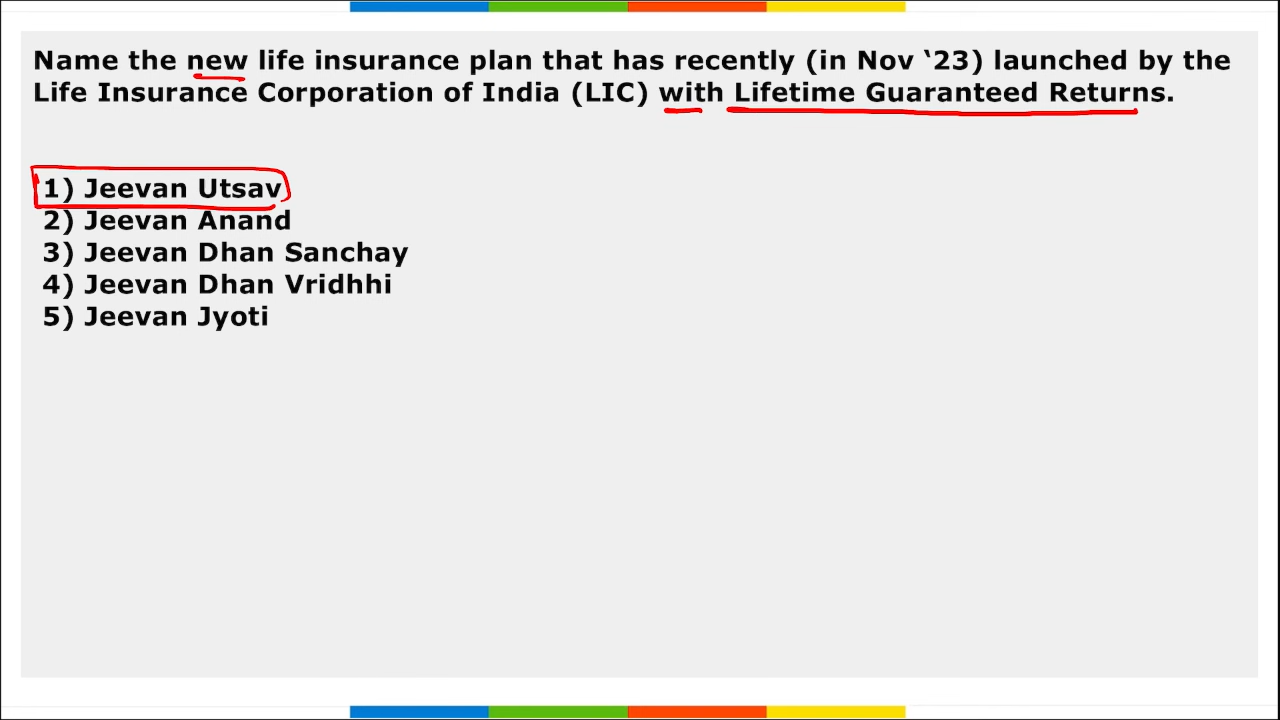 Name the new life insurance plan that has recently (in Nov ‘23) launched by the
Life Insurance Corporation of India (LIC) with Lifetime Guaranteed Returns.
1) Jeevan Utsav
2) Jeevan Anand
3) Jeevan Dhan Sanchay
4) Jeevan Dhan Vridhhi
5) Jeevan Jyoti